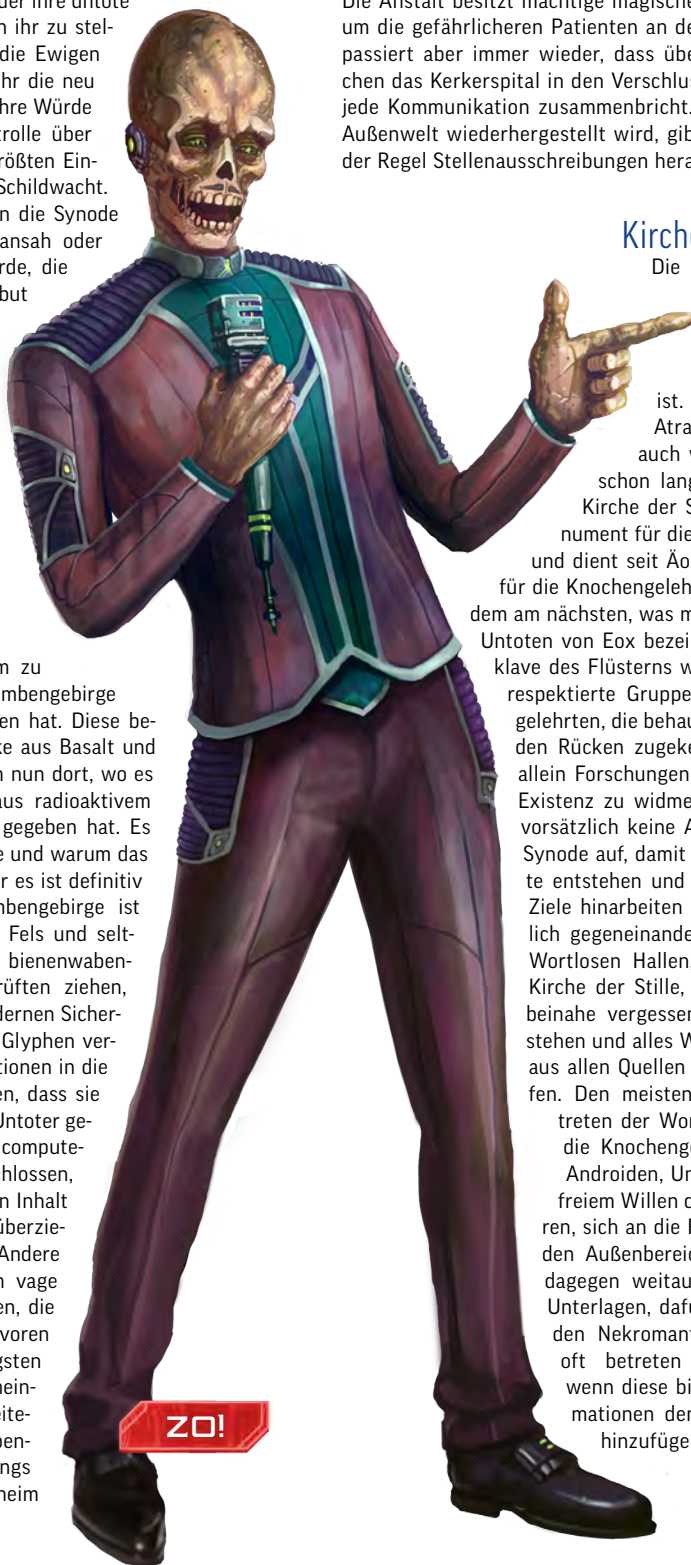 der ihre untote
n ihr zu stel-
die Ewigen
hr die neu
hre Würde
trolle über
rößten Ein-
Schildwacht.
n die Synode
ansah oder
rde, die
but
m zu
mbengebirge
en hat. Diese be-
ke aus Basalt und
n nun dort, wo es
aus radioaktivem
gegeben hat. Es
e und warum das
r es ist definitiv
nbengebirge ist
Fels und selt-
bienenwaben-
rüften ziehen,
dernen Sicher-
Glyphen ver-
tionen in die
en, dass sie
Untoter ge-
compute-
chlossen,
n Inhalt
überzie-
Andere
n vage
en, die
voren
gsten
nein-
eite-
ben-
ngs
heim
ZO!
Die Anstalt besitzt mächtige magische
um die gefährlicheren Patienten an de
passiert aber immer wieder, dass übe
chen das Kerkerspital in den Verschlus
jede Kommunikation zusammenbricht.
Außenwelt wiederhergestellt wird, gib
der Regel Stellenausschreibungen hera
Kirche
Die
ist.
Atra
auch v
schon lang
Kirche der S
nument für die
und dient seit Äo
für die Knochengeleh
dem am nächsten, was m
Untoten von Eox bezei
klave des Flüsterns w
respektierte Gruppe
gelehrten, die behau
den Rücken zugeke
allein Forschungen
Existenz zu widme
vorsätzlich keine A
Synode auf, damit
te entstehen und
Ziele hinarbeiten
lich gegeneinande
Wortlosen Hallen,
Kirche der Stille,
beinahe vergesser
stehen und alles W
aus allen Quellen
fen. Den meisten
treten der Wor
die Knochenge
Androiden, Un
freiem Willen d
ren, sich an die B
den Außenbereic
dagegen weitau
Unterlagen, dafü
den Nekromant
oft betreten
wenn diese bi
mationen der
hinzufüge